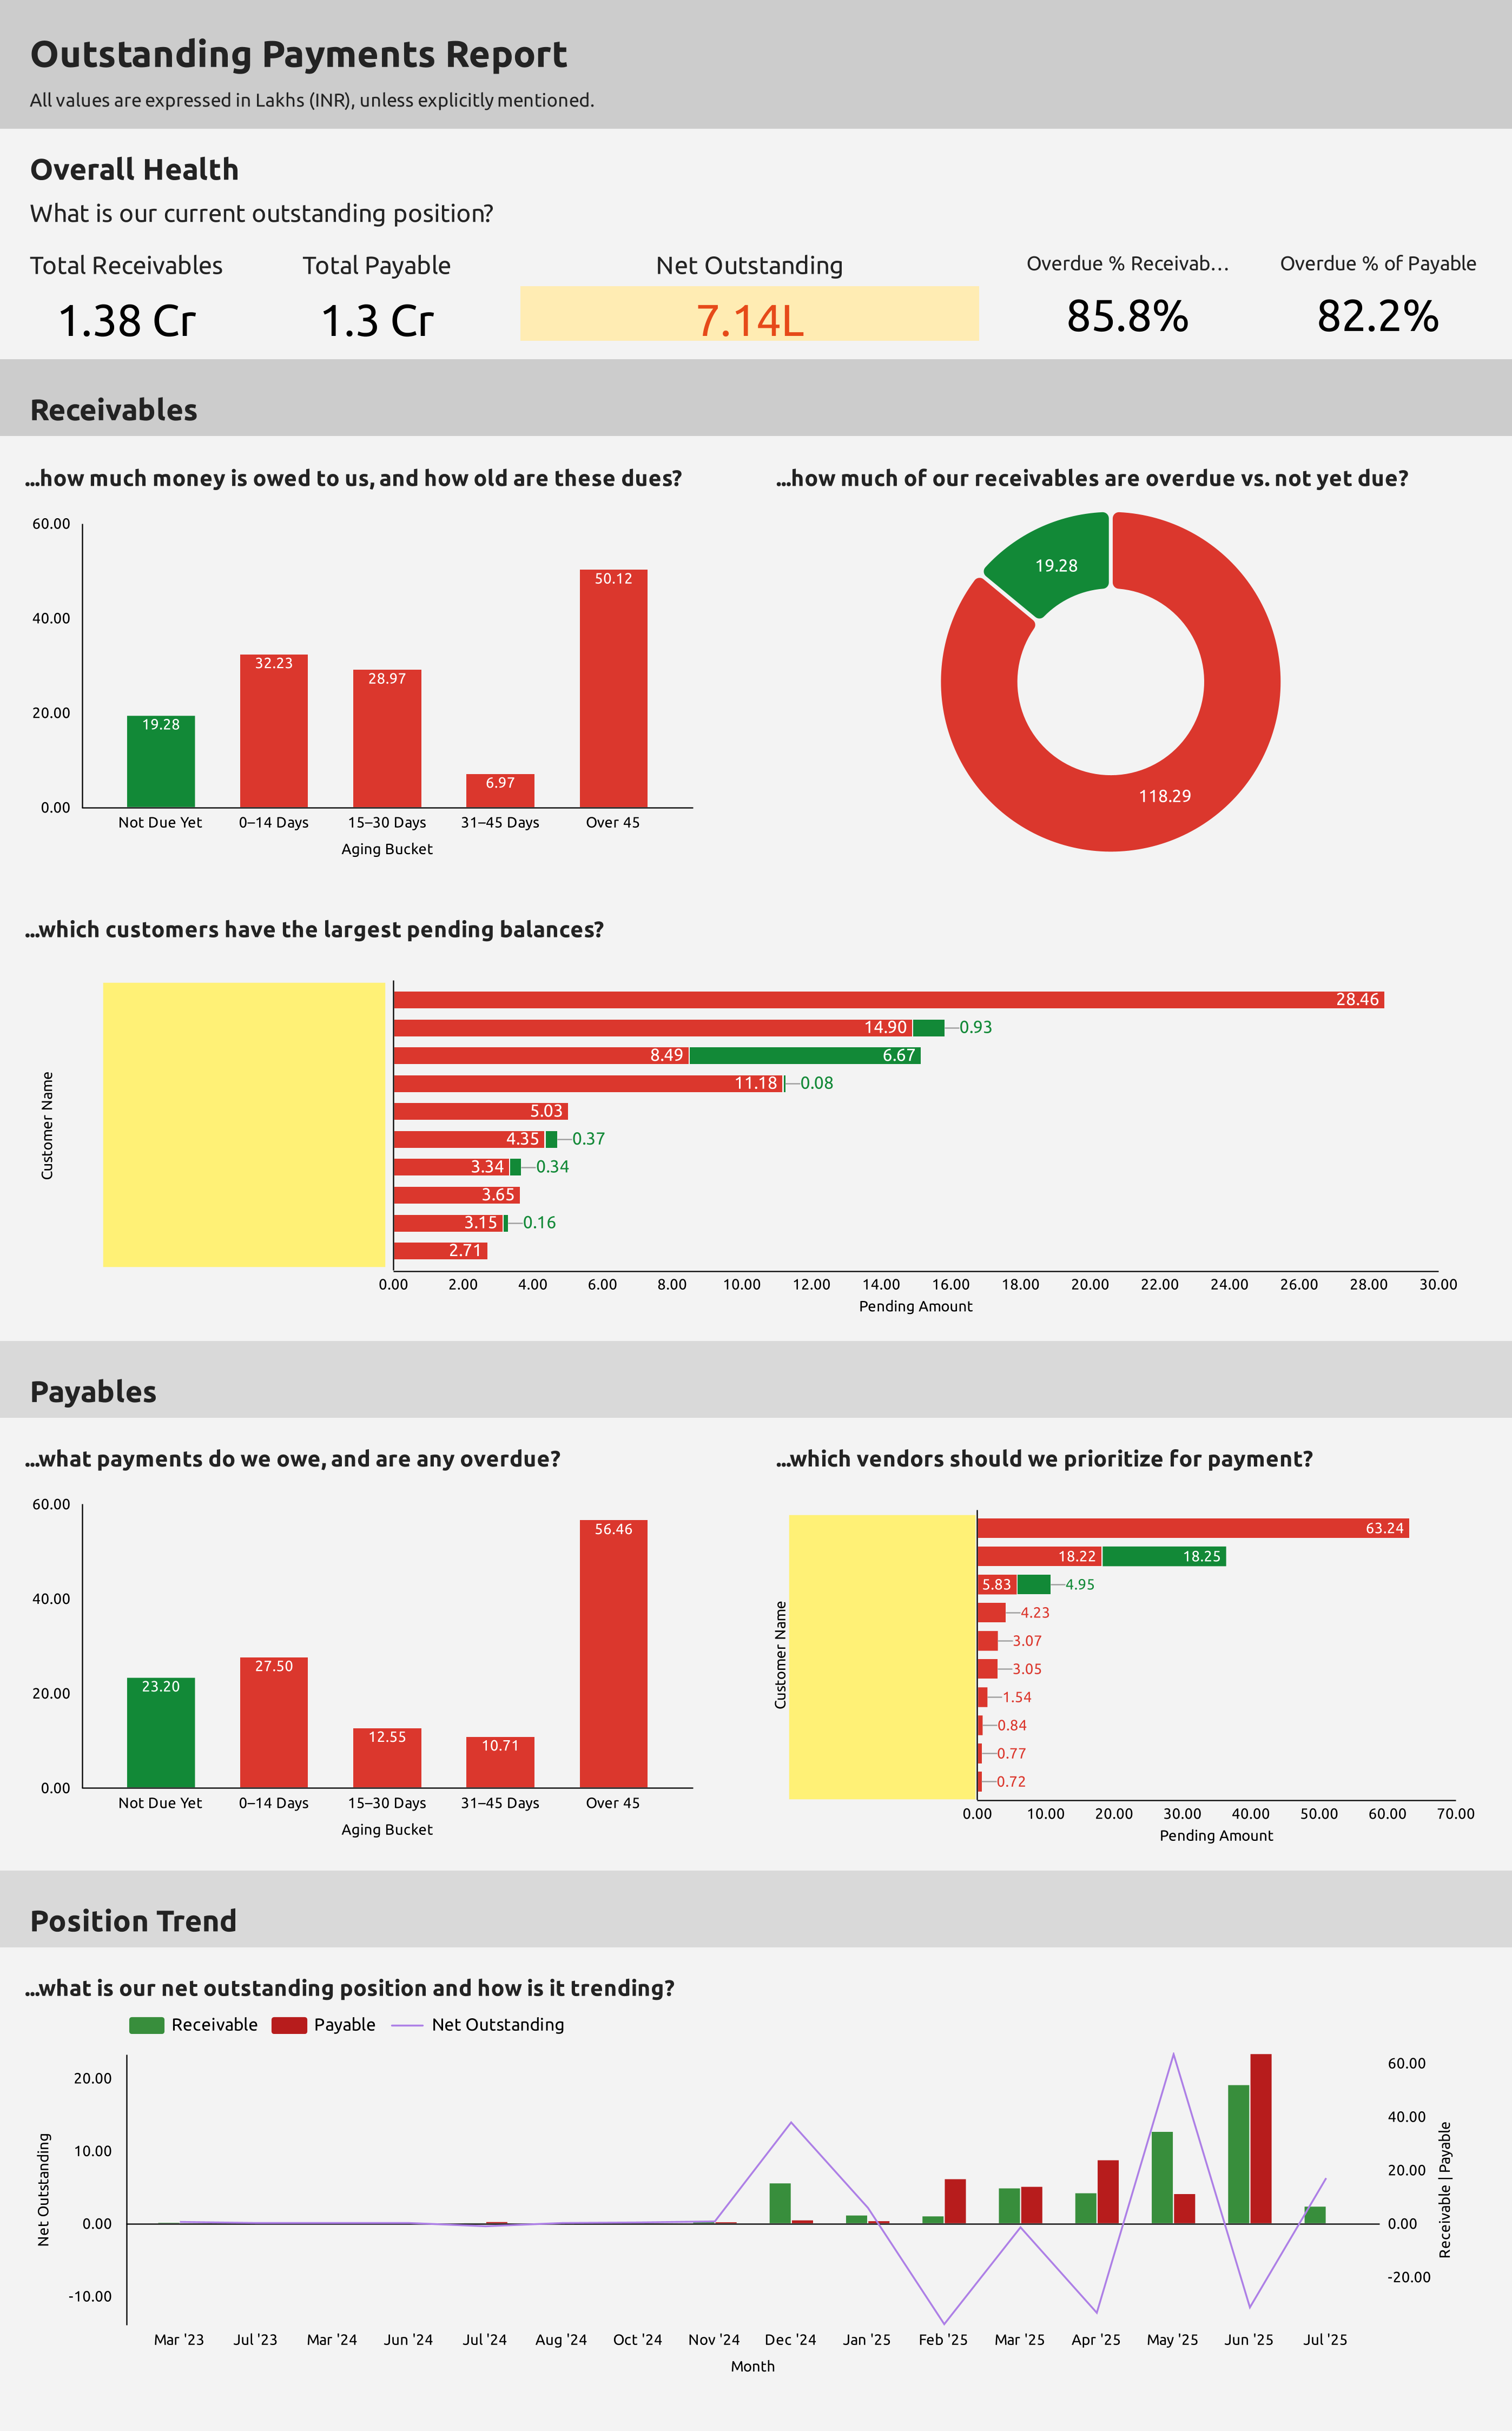 Outstanding Payments Report
All values are expressed in Lakhs (INR), unless explicitly mentioned.
Overall Health
What is our current outstanding position?
Total Receivables
1.38 Cr
Total Payable
1.3 Cr
Net Outstanding
7.14L
Overdue % Receivab...
85.8%
Overdue % of Payable
82.2%
Receivables
...how much money is owed to us, and how old are these dues?
60.00
40.00
20.00
0.00
19.28
32.23
28.97
6.97
50.12
Not Due Yet
0–14 Days
15–30 Days
31–45 Days
Over 45
Aging Bucket
...how much of our receivables are overdue vs. not yet due?
19.28
118.29
...which customers have the largest pending balances?
Customer Name
28.46
14.90 0.93
8.49 6.67
11.18 0.08
5.03
4.35 0.37
3.34 0.34
3.65
3.15 0.16
2.71
0.00 2.00 4.00 6.00 8.00 10.00 12.00 14.00 16.00 18.00 20.00 22.00 24.00 26.00 28.00 30.00
Pending Amount
Payables
...what payments do we owe, and are any overdue?
60.00
40.00
20.00
0.00
23.20
27.50
12.55
10.71
56.46
Not Due Yet
0–14 Days
15–30 Days
31–45 Days
Over 45
Aging Bucket
...which vendors should we prioritize for payment?
Customer Name
63.24
18.22 18.25
5.83 4.95
4.23
3.07
3.05
1.54
0.84
0.77
0.72
0.00 10.00 20.00 30.00 40.00 50.00 60.00 70.00
Pending Amount
Position Trend
...what is our net outstanding position and how is it trending?
Receivable Payable Net Outstanding
Net Outstanding
20.00
10.00
0.00
-10.00
60.00
40.00
20.00
0.00
-20.00
Receivable | Payable
Mar '23 Jul '23 Mar '24 Jun '24 Jul '24 Aug '24 Oct '24 Nov '24 Dec '24 Jan '25 Feb '25 Mar '25 Apr '25 May '25 Jun '25 Jul '25
Month